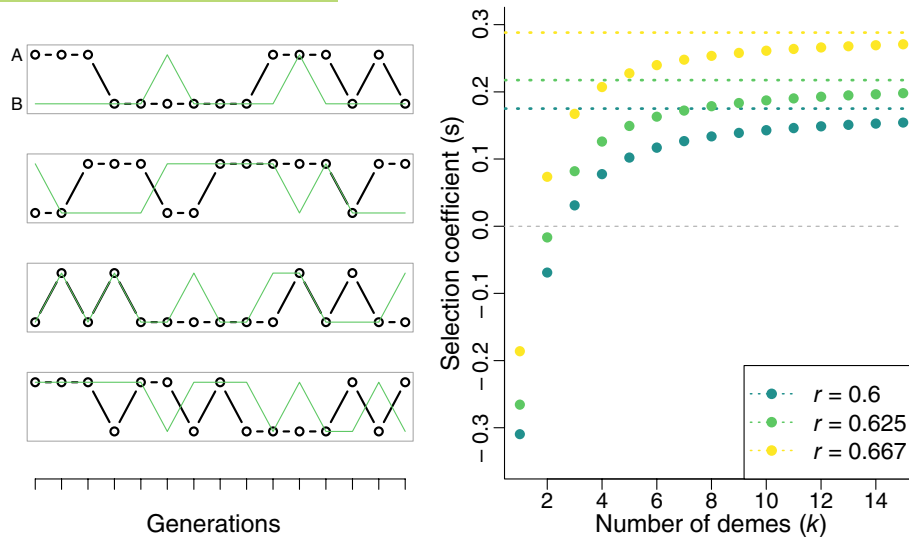 A
B
Generations
Selection coefficient (s)
0.3
0.2
0.1
0.0
− 0.1
− 0.2
− 0.3
r = 0.6
r = 0.625
r = 0.667
2 4 6 8 10 12 14
Number of demes (k)